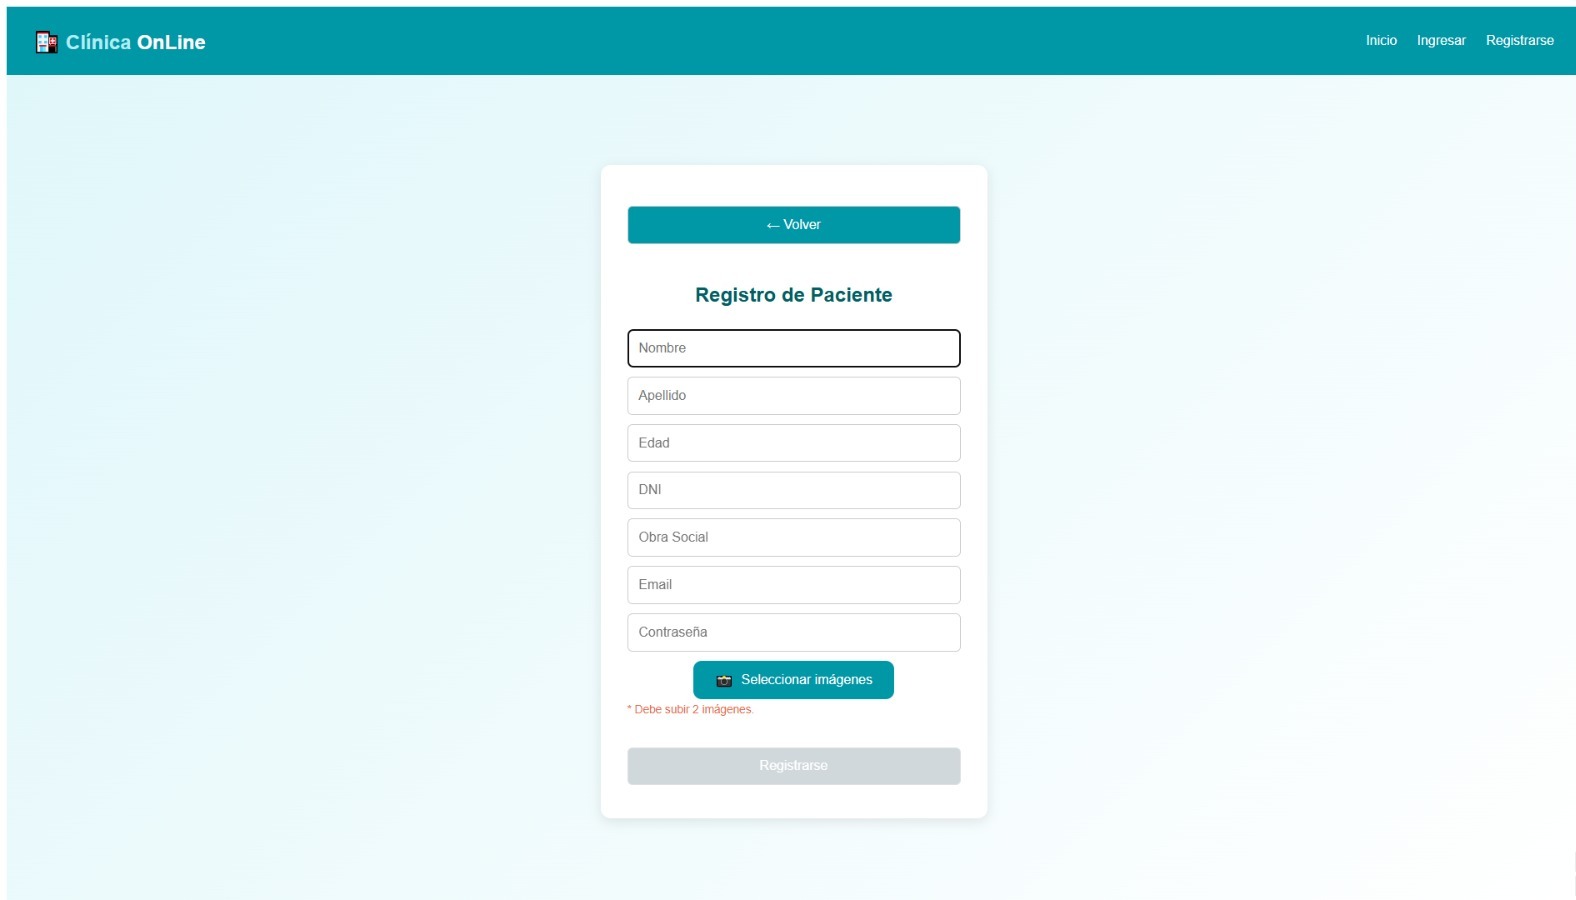 Clínica OnLine
Inicio Ingresar Registrarse
← Volver
Registro de Paciente
Nombre
Apellido
Edad
DNI
Obra Social
Email
Contraseña
Seleccionar imágenes
* Debe subir 2 imágenes.
Registrarse